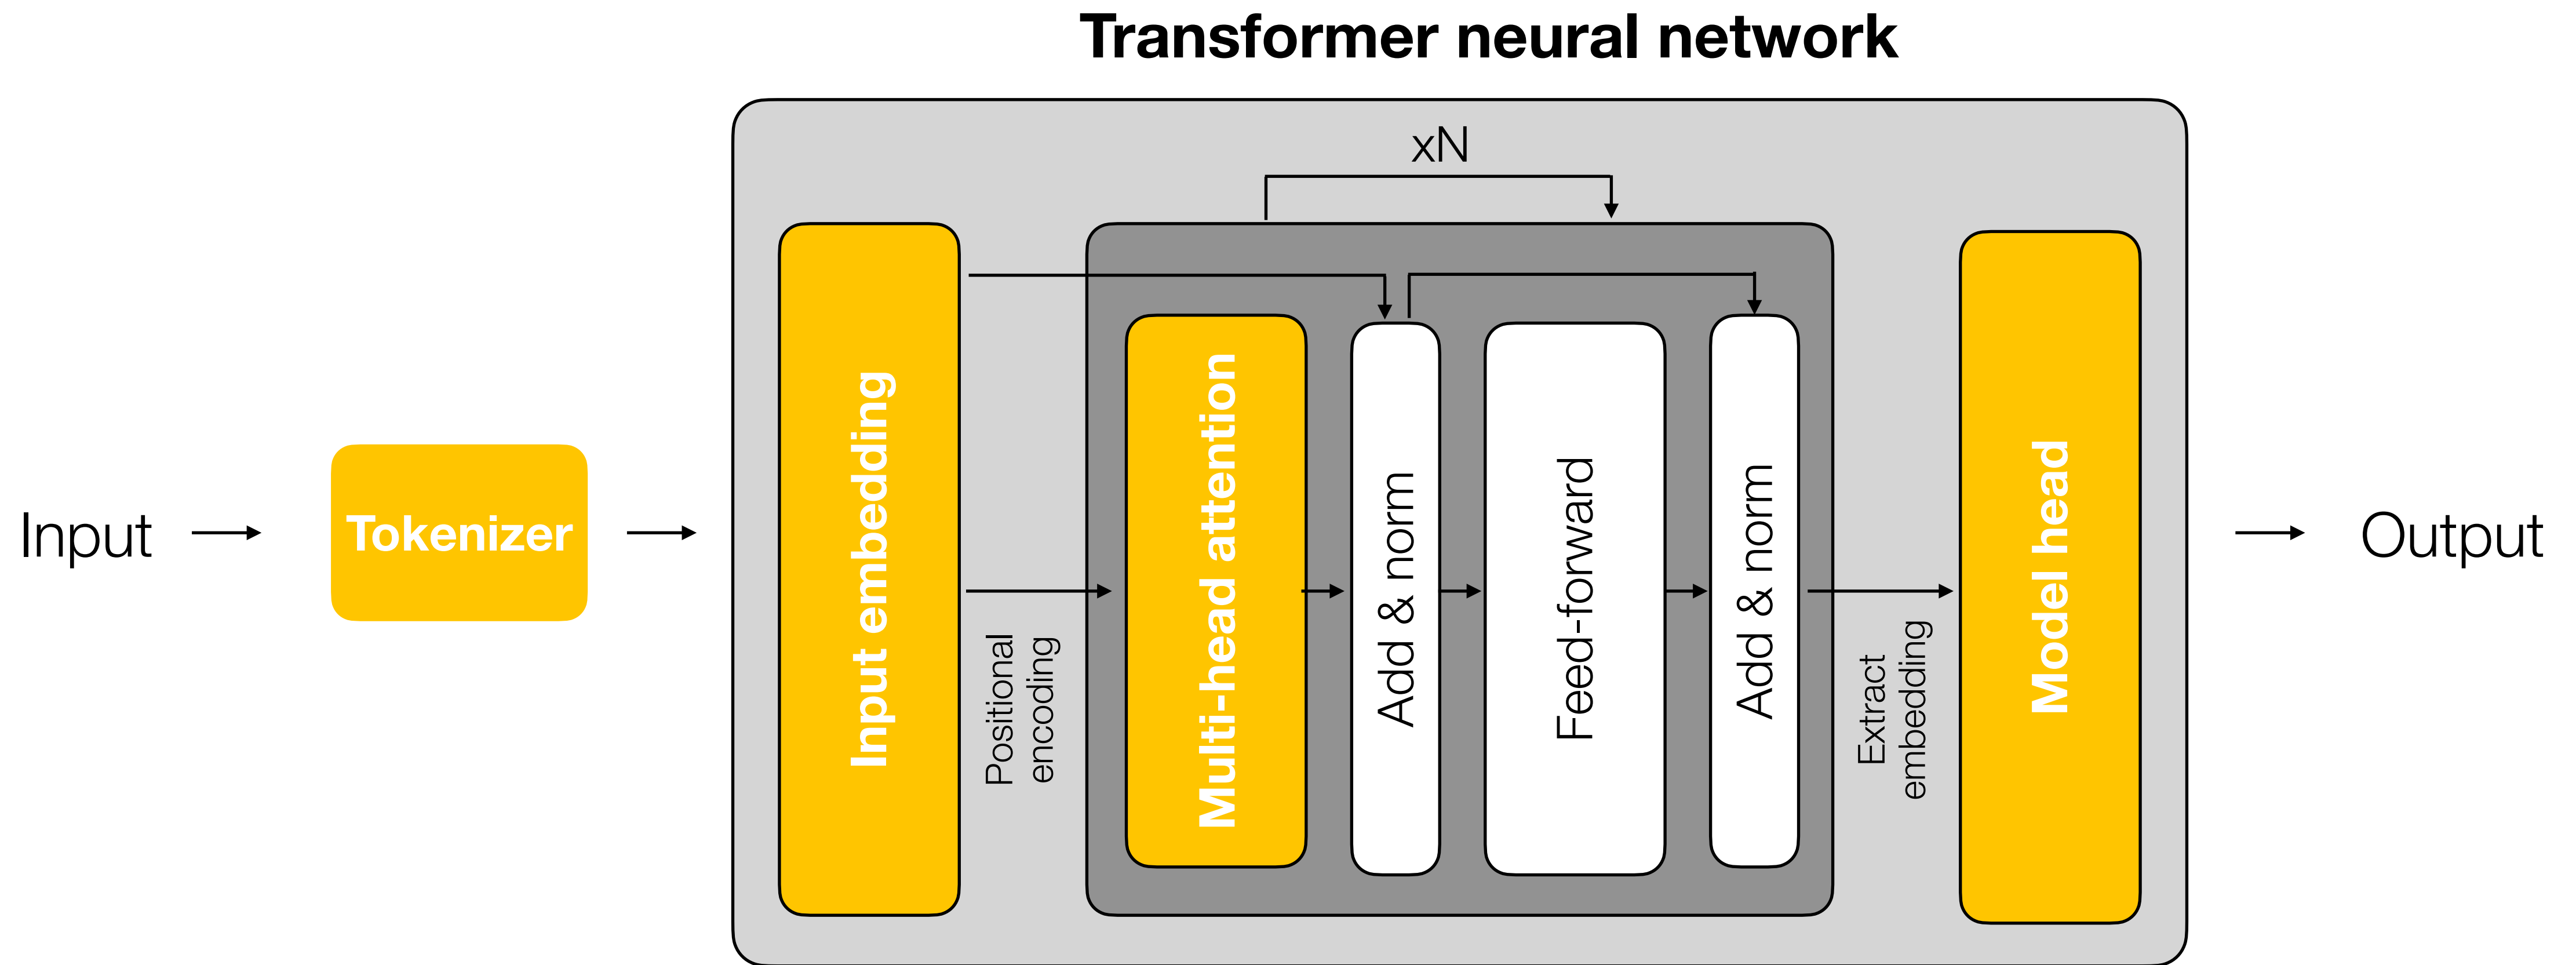 Transformer neural network
xN
Input
Tokenizer
Input embedding
Positional
encoding
Multi-head attention
Add & norm
Feed-forward
Add & norm
Extract
embedding
Model head
Output